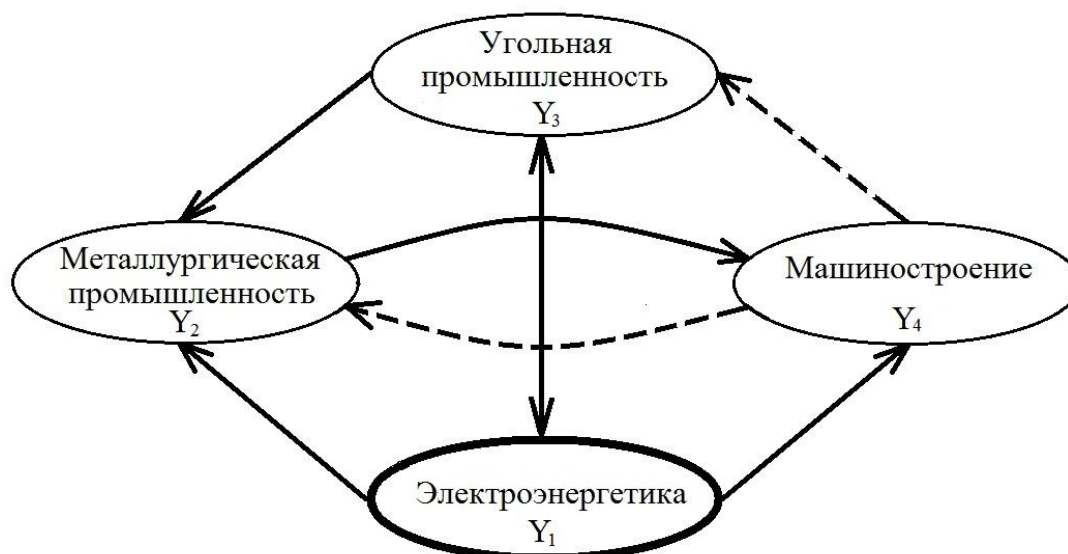 Угольная
промышленность
Y₃
Металлургическая
промышленность
Y₂
Машиностроение
Y₄
Электроэнергетика
Y₁